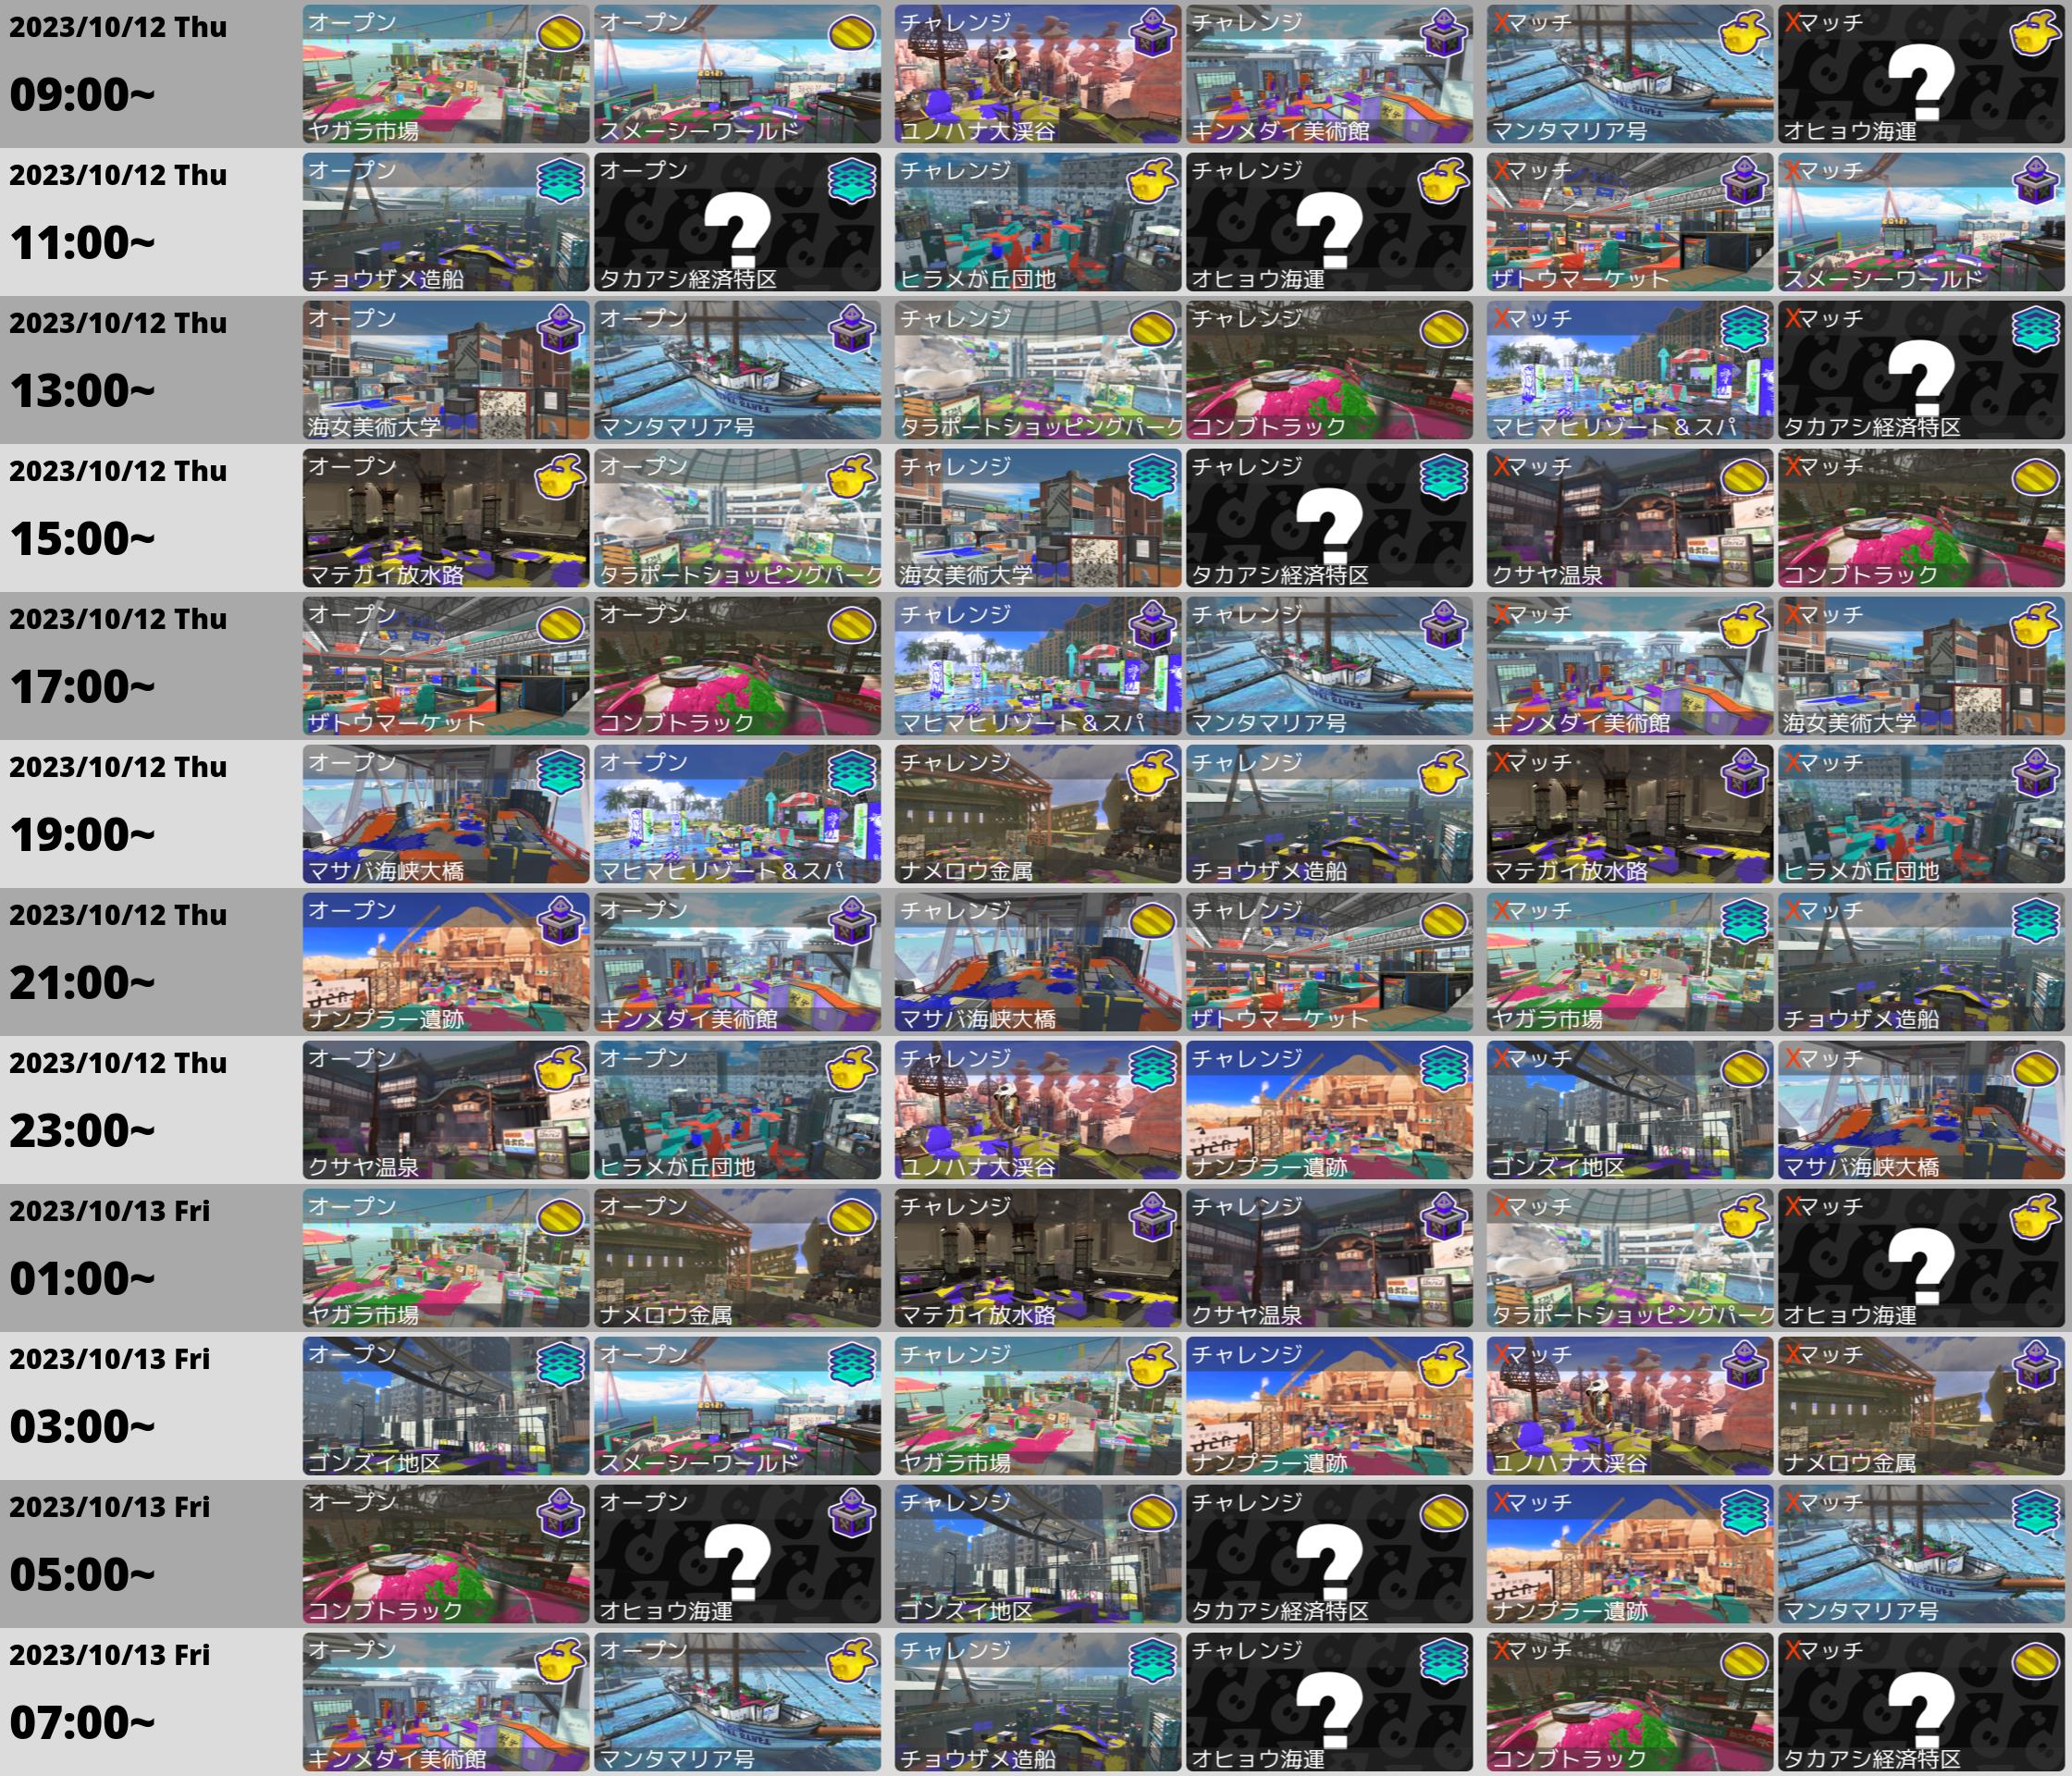 2023/10/12 Thu
09:00~
オープン
ヤガラ市場
オープン
スメーシーワールド
チャレンジ
ユノハナ大渓谷
チャレンジ
キンメダイ美術館
Xマッチ
マンタマリア号
Xマッチ
?
オヒョウ海運
2023/10/12 Thu
11:00~
オープン
チョウザメ造船
オープン
?
タカアシ経済特区
チャレンジ
ヒラメが丘団地
チャレンジ
?
オヒョウ海運
Xマッチ
ザトウマーケット
Xマッチ
スメーシーワールド
2023/10/12 Thu
13:00~
オープン
海女美術大学
オープン
マンタマリア号
チャレンジ
タラポートショッピングパーク
チャレンジ
コンブトラック
Xマッチ
マヒマヒリゾート&スパ
Xマッチ
?
タカアシ経済特区
2023/10/12 Thu
15:00~
オープン
マテガイ放水路
オープン
タラポートショッピングパーク
チャレンジ
海女美術大学
チャレンジ
?
タカアシ経済特区
Xマッチ
クサヤ温泉
Xマッチ
コンブトラック
2023/10/12 Thu
17:00~
オープン
ザトウマーケット
オープン
コンブトラック
チャレンジ
マヒマヒリゾート&スパ
チャレンジ
マンタマリア号
Xマッチ
キンメダイ美術館
Xマッチ
海女美術大学
2023/10/12 Thu
19:00~
オープン
マサバ海峡大橋
オープン
マヒマヒリゾート&スパ
チャレンジ
ナメロウ金属
チャレンジ
チョウザメ造船
Xマッチ
マテガイ放水路
Xマッチ
ヒラメが丘団地
2023/10/12 Thu
21:00~
オープン
ナンプラー遺跡
オープン
キンメダイ美術館
チャレンジ
マサバ海峡大橋
チャレンジ
ザトウマーケット
Xマッチ
ヤガラ市場
Xマッチ
チョウザメ造船
2023/10/12 Thu
23:00~
オープン
クサヤ温泉
オープン
ヒラメが丘団地
チャレンジ
ユノハナ大渓谷
チャレンジ
ナンプラー遺跡
Xマッチ
ゴンズイ地区
Xマッチ
マサバ海峡大橋
2023/10/13 Fri
01:00~
オープン
ヤガラ市場
オープン
ナメロウ金属
チャレンジ
マテガイ放水路
チャレンジ
クサヤ温泉
Xマッチ
タラポートショッピングパーク
Xマッチ
?
オヒョウ海運
2023/10/13 Fri
03:00~
オープン
ゴンズイ地区
オープン
スメーシーワールド
チャレンジ
ヤガラ市場
チャレンジ
ナンプラー遺跡
Xマッチ
ユノハナ大渓谷
Xマッチ
ナメロウ金属
2023/10/13 Fri
05:00~
オープン
コンブトラック
オープン
?
オヒョウ海運
チャレンジ
ゴンズイ地区
チャレンジ
?
タカアシ経済特区
Xマッチ
ナンプラー遺跡
Xマッチ
マンタマリア号
2023/10/13 Fri
07:00~
オープン
キンメダイ美術館
オープン
マンタマリア号
チャレンジ
チョウザメ造船
チャレンジ
?
オヒョウ海運
Xマッチ
コンブトラック
Xマッチ
?
タカアシ経済特区